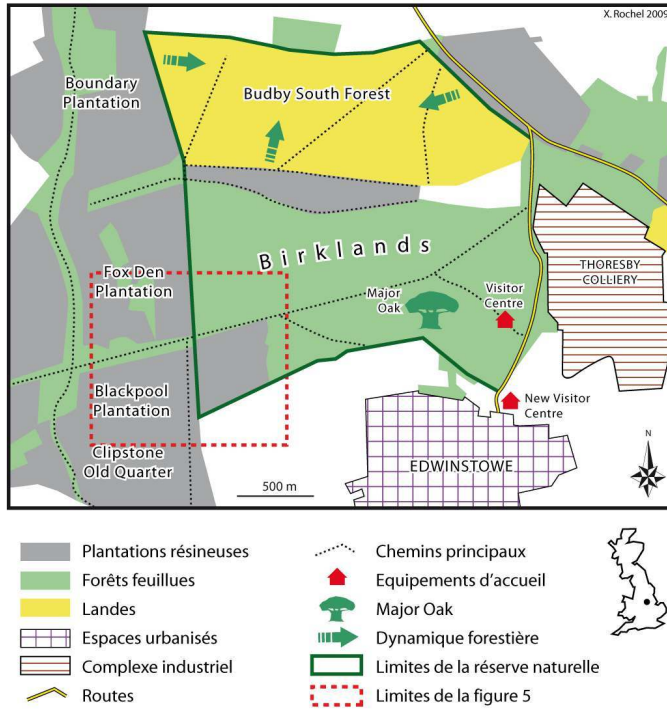 X. Rochel 2009
Boundary
Plantation
Budby South Forest
Birklands
Fox Den
Plantation
Major
Oak
Visitor
Centre
THORESBY
COLLIERY
Blackpool
Plantation
New Visitor
Centre
Clipstone
Old Quarter
EDWINSTOWE
500 m
N
Plantations résineuses
Forêts feuillues
Landes
Espaces urbanisés
Complexe industriel
Routes
Chemins principaux
Equipements d'accueil
Major Oak
Dynamique forestière
Limites de la réserve naturelle
Limites de la figure 5